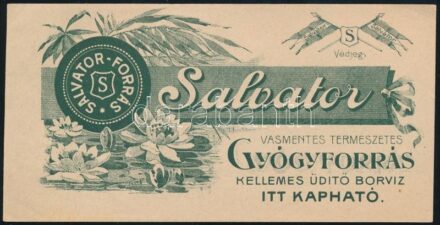 SALVATOR-FORRÁS
S
S
Védjegy.
Salvator
VASMENTES TERMÉSZETES
GYÓGYFORRÁS
KELLEMES ÜDITŐ BORVIZ
ITT KAPHATÓ.